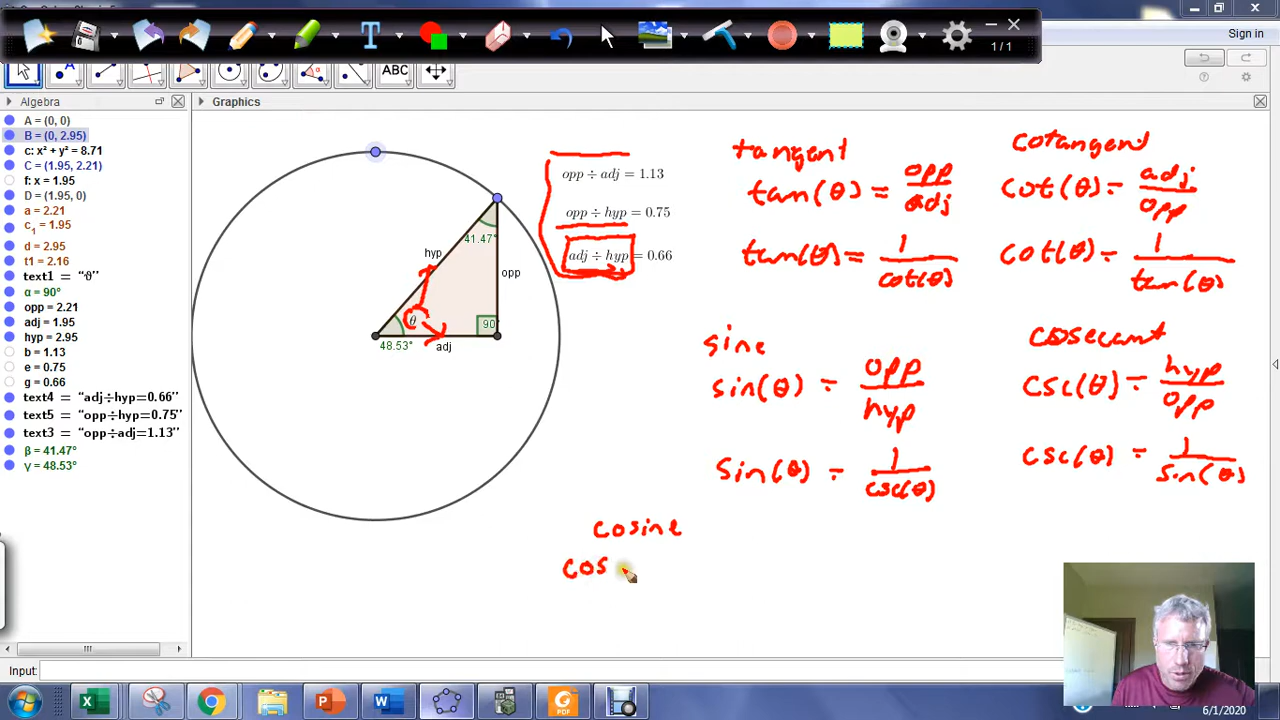 1/1
Sign in
ABC
Algebra
Graphics
A = (0, 0)
B = (0, 2.95)
c: x² + y² = 8.71
C = (1.95, 2.21)
f: x = 1.95
D = (1.95, 0)
a = 2.21
c₁ = 1.95
d = 2.95
t1 = 2.16
text1 = “ϑ”
α = 90°
opp = 2.21
adj = 1.95
hyp = 2.95
b = 1.13
e = 0.75
g = 0.66
text4 = “adj÷hyp=0.66”
text5 = “opp÷hyp=0.75”
text3 = “opp÷adj=1.13”
β = 41.47°
γ = 48.53°
41.47°
hyp
opp
θ
90
48.53°
adj
opp ÷ adj = 1.13
opp ÷ hyp = 0.75
adj ÷ hyp = 0.66
tangent
tan(θ) = opp/adj
tan(θ) = 1/cot(θ)
cotangent
cot(θ) = adj/opp
cot(θ) = 1/tan(θ)
sine
sin(θ) = opp/hyp
sin(θ) = 1/csc(θ)
cosecant
csc(θ) = hyp/opp
csc(θ) = 1/sin(θ)
cosine
cos
Input:
PDF
6/1/2020